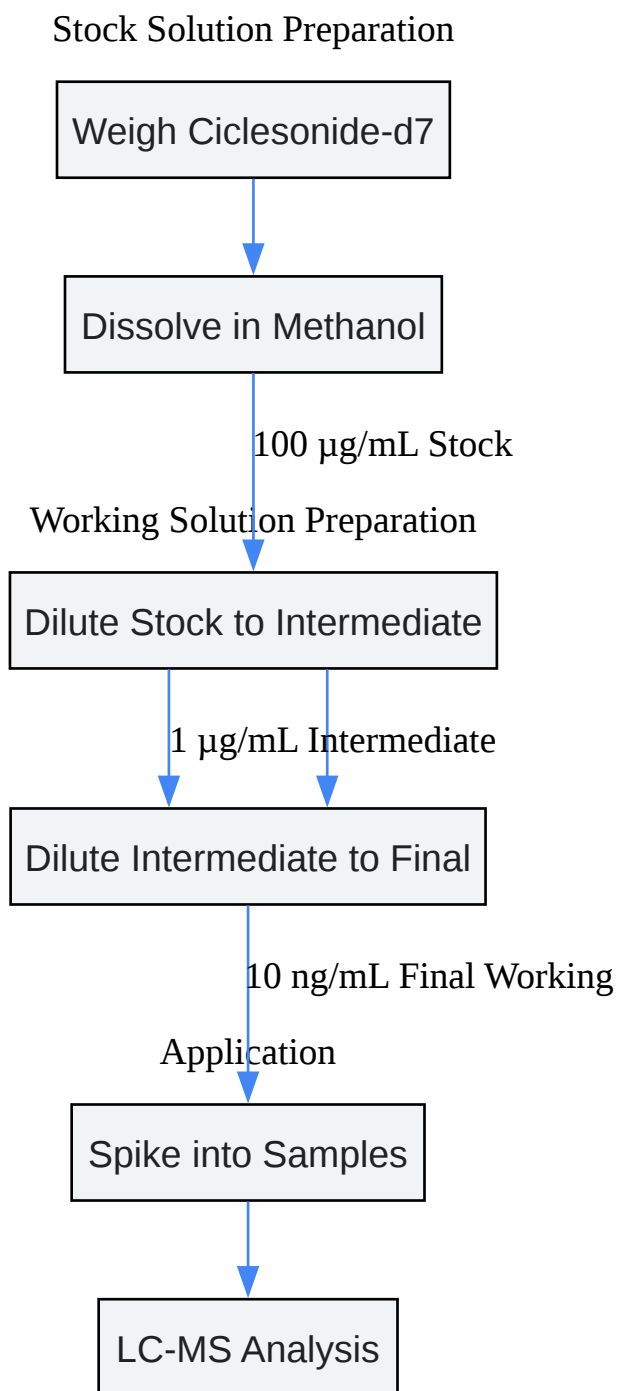 Stock Solution Preparation
Weigh Ciclesonide-d7
Dissolve in Methanol
100 µg/mL Stock
Working Solution Preparation
Dilute Stock to Intermediate
1 µg/mL Intermediate
Dilute Intermediate to Final
10 ng/mL Final Working
Application
Spike into Samples
LC-MS Analysis